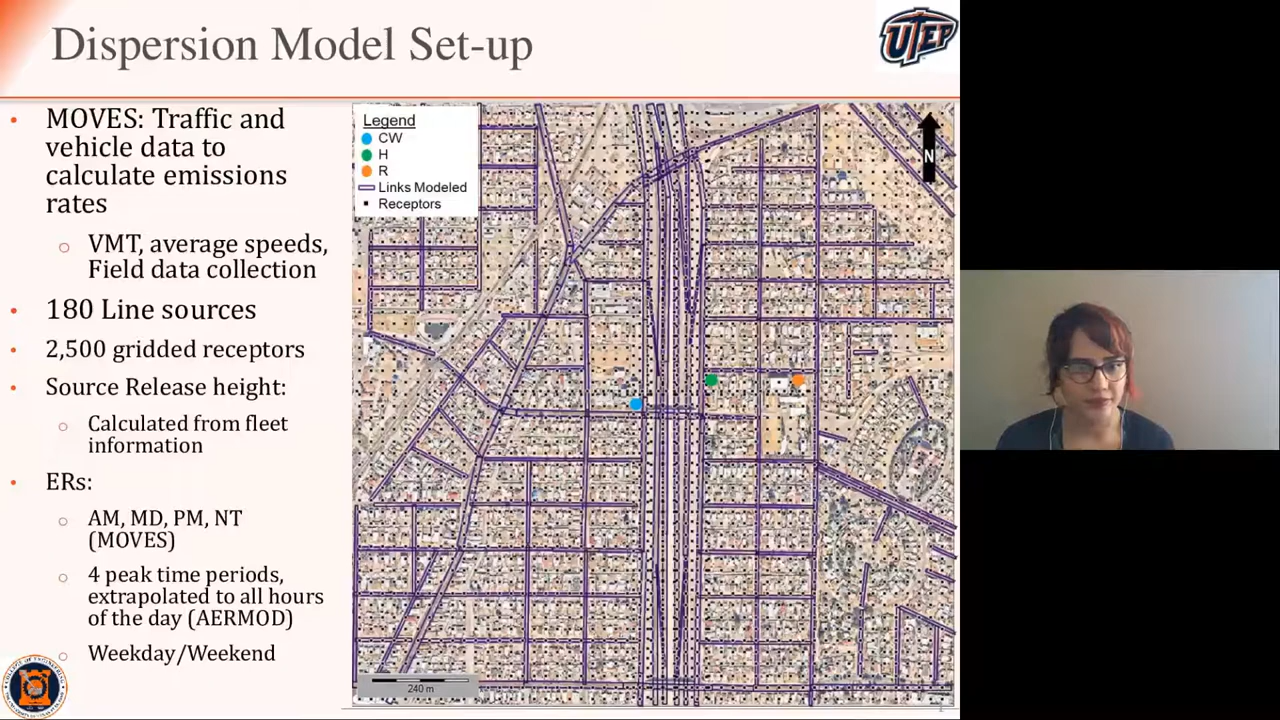 Dispersion Model Set-up
UTEP
MOVES: Traffic and
vehicle data to
calculate emissions
rates
VMT, average speeds,
Field data collection
180 Line sources
2,500 gridded receptors
Source Release height:
Calculated from fleet
information
ERs:
AM, MD, PM, NT
(MOVES)
4 peak time periods,
extrapolated to all hours
of the day (AERMOD)
Weekday/Weekend
Legend
CW
H
R
Links Modeled
Receptors
N
240 m